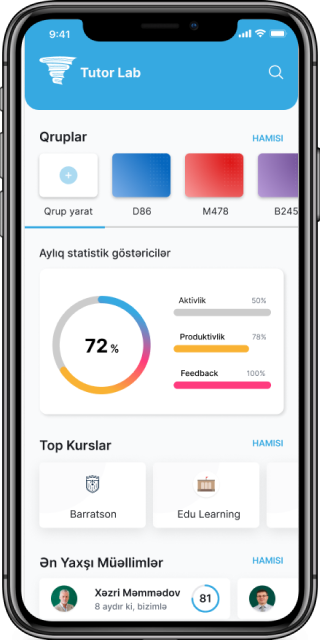 9:41
Tutor Lab
Qruplar
HAMISI
Qrup yarat
D86
M478
B245
Aylıq statistik göstəricilər
72 %
Aktivlik 50%
Produktivlik 78%
Feedback 100%
Top Kurslar
HAMISI
Barratson
Edu Learning
Ən Yaxşı Müəllimlər
HAMISI
Xəzri Məmmədov
8 aydır ki, bizimlə
81